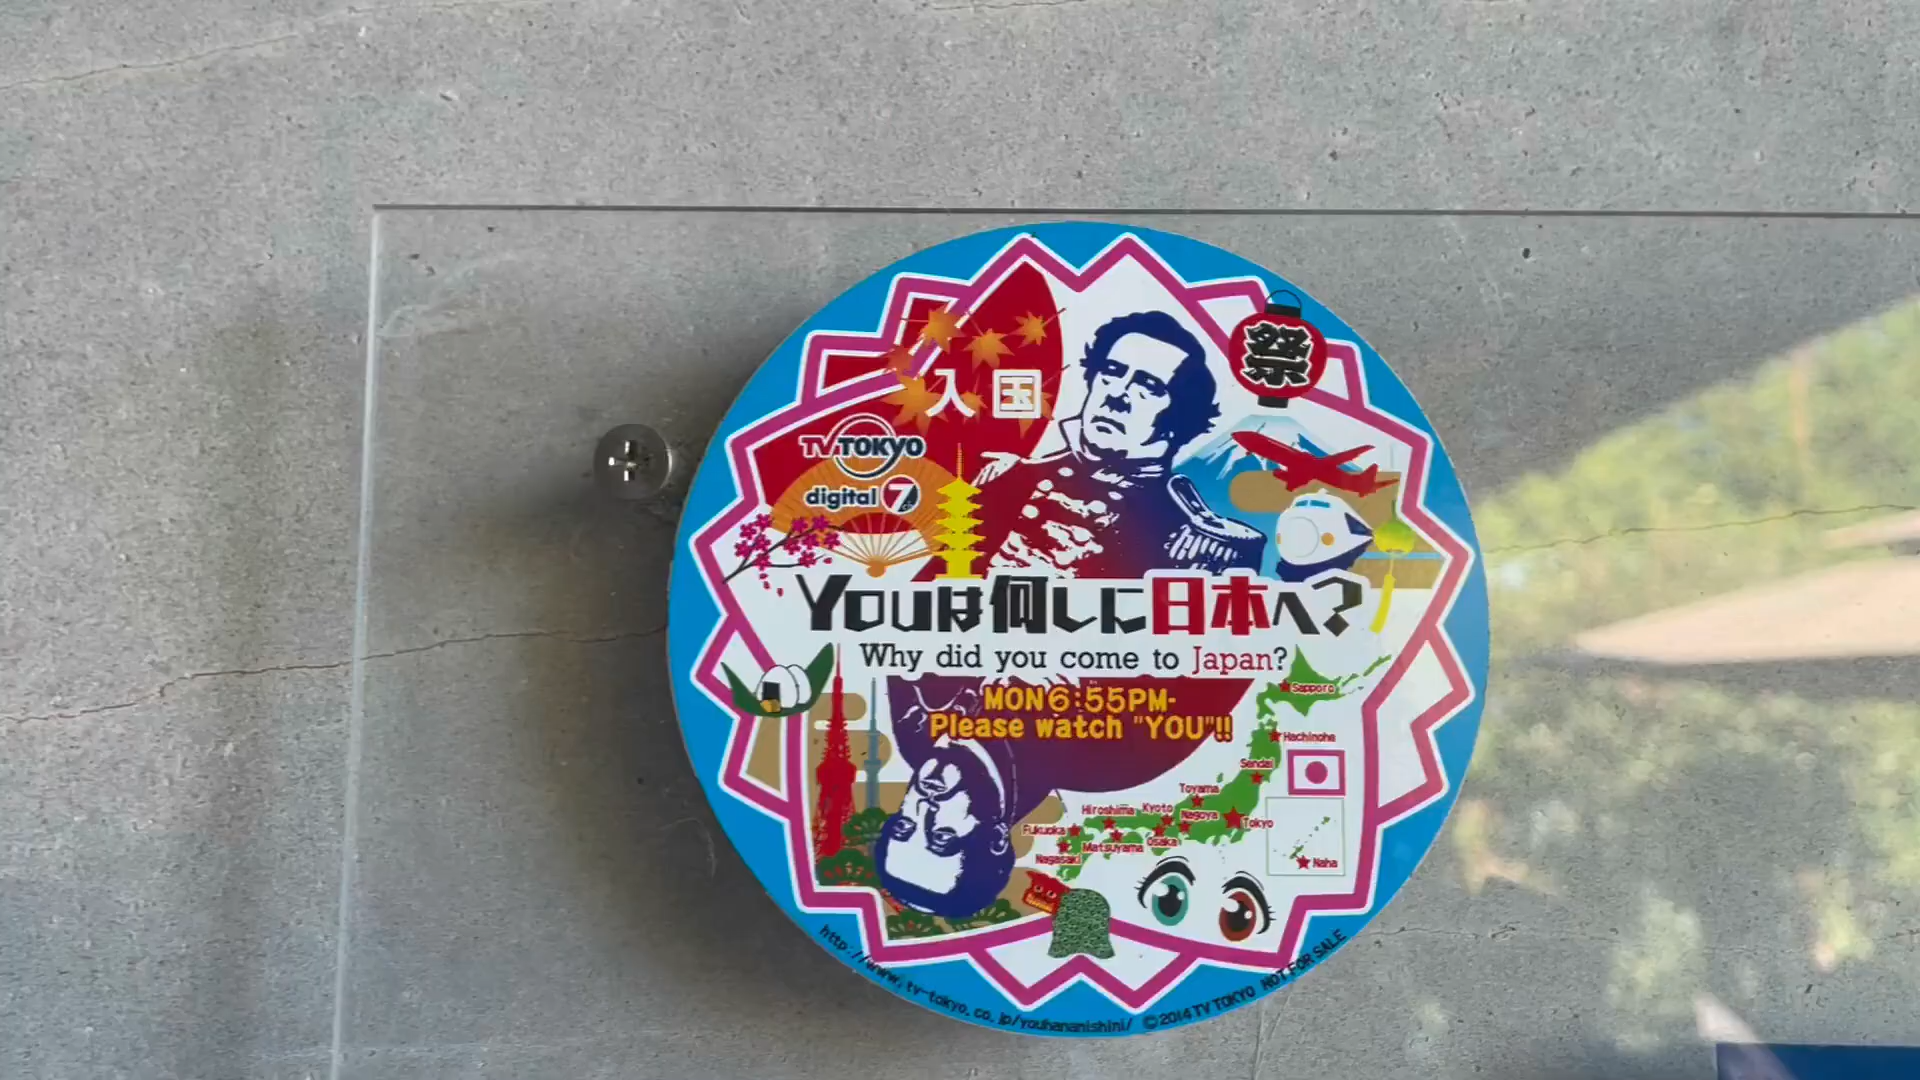 祭
入国
TV TOKYO
digital 7
YOUは何しに日本へ?
Why did you come to Japan?
MON 6:55PM-
Please watch "YOU"!!
Sapporo
Hachinohe
Sendai
Toyama
Hiroshima
Kyoto
Nagoya
Tokyo
Fukuoka
Matsuyama
Osaka
Nagasaki
Naha
http://www.tv-tokyo.co.jp/youhananishini/ ©2014 TV TOKYO NOT FOR SALE